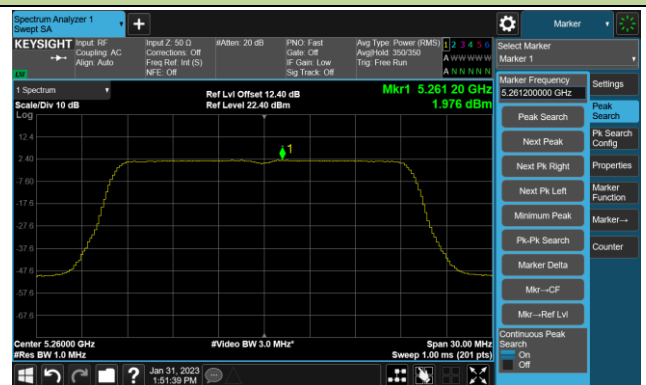 Spectrum Analyzer 1
Swept SA
+
Marker
KEYSIGHT
Input: RF
Coupling: AC
Align: Auto
Input Z: 50 Ω
Corrections: Off
Freq Ref: Int (S)
NFE: Off
#Atten: 20 dB
PNO: Fast
Gate: Off
IF Gain: Low
Sig Track: Off
Avg Type: Power (RMS)
Avg|Hold: 350/350
Trig: Free Run
1 2 3 4 5 6
A W W W W W
A N N N N N
LW
Select Marker
Marker 1
1 Spectrum
Scale/Div 10 dB
Log
Ref Lvl Offset 12.40 dB
Ref Level 22.40 dBm
Mkr1 5.261 20 GHz
1.976 dBm
1
12.4
2.40
-7.60
-17.6
-27.6
-37.6
-47.6
-57.6
-67.6
Center 5.26000 GHz
#Res BW 1.0 MHz
#Video BW 3.0 MHz*
Span 30.00 MHz
Sweep 1.00 ms (201 pts)
Marker Frequency
5.261200000 GHz
Peak Search
Next Peak
Next Pk Right
Next Pk Left
Minimum Peak
Pk-Pk Search
Marker Delta
Mkr→CF
Mkr→Ref Lvl
Continuous Peak
Search
On
Off
Settings
Peak
Search
Pk Search
Config
Properties
Marker
Function
Marker→
Counter
?
Jan 31, 2023
1:51:39 PM